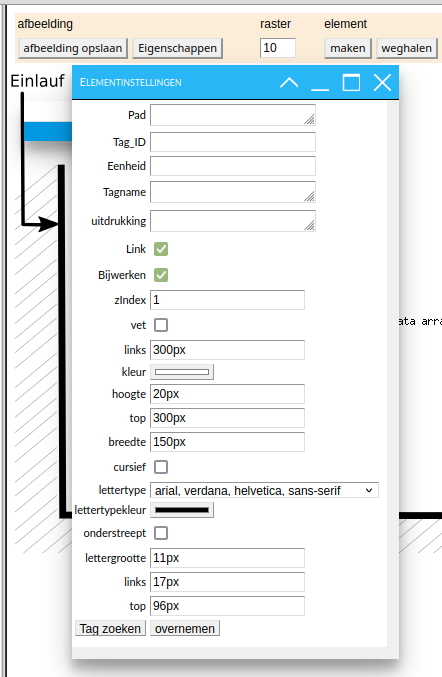 afbeelding raster element
afbeelding opslaan Eigenschappen 10 maken weghalen
Einlauf
Elementinstellingen
Pad
Tag_ID
Eenheid
Tagname
uitdrukking
Link
Bijwerken
zIndex 1
vet
links 300px
kleur
hoogte 20px
top 300px
breedte 150px
cursief
lettertype arial, verdana, helvetica, sans-serif
lettertypekleur
onderstreept
lettergrootte 11px
links 17px
top 96px
Tag zoeken overnemen